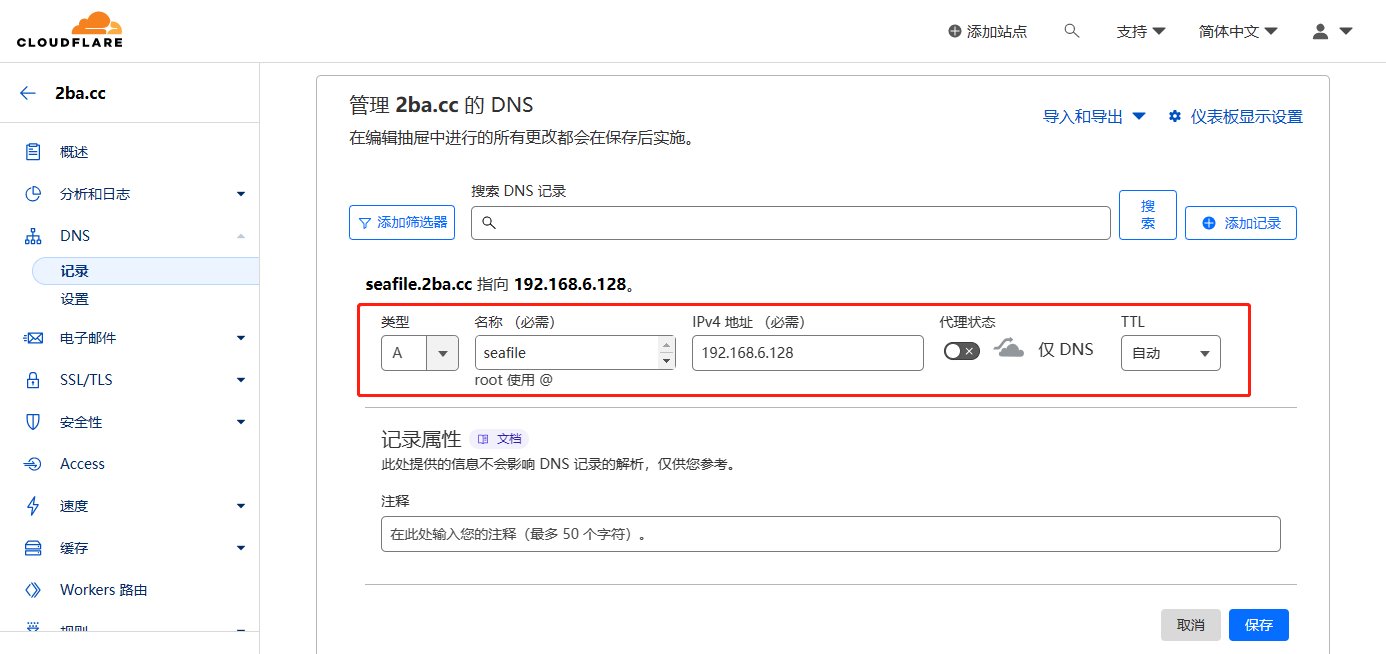 CLOUDFLARE
添加站点
支持
简体中文
2ba.cc
概述
分析和日志
DNS
记录
设置
电子邮件
SSL/TLS
安全性
Access
速度
缓存
Workers 路由
规则
管理 2ba.cc 的 DNS
在编辑抽屉中进行的所有更改都会在保存后实施。
导入和导出
仪表板显示设置
添加筛选器
搜索 DNS 记录
搜
索
添加记录
seafile.2ba.cc 指向 192.168.6.128。
类型 名称 （必需） IPv4 地址 （必需） 代理状态 TTL
A seafile 192.168.6.128 仅 DNS 自动
root 使用 @
记录属性 文档
此处提供的信息不会影响 DNS 记录的解析，仅供您参考。
注释
在此处输入您的注释（最多 50 个字符）。
取消 保存